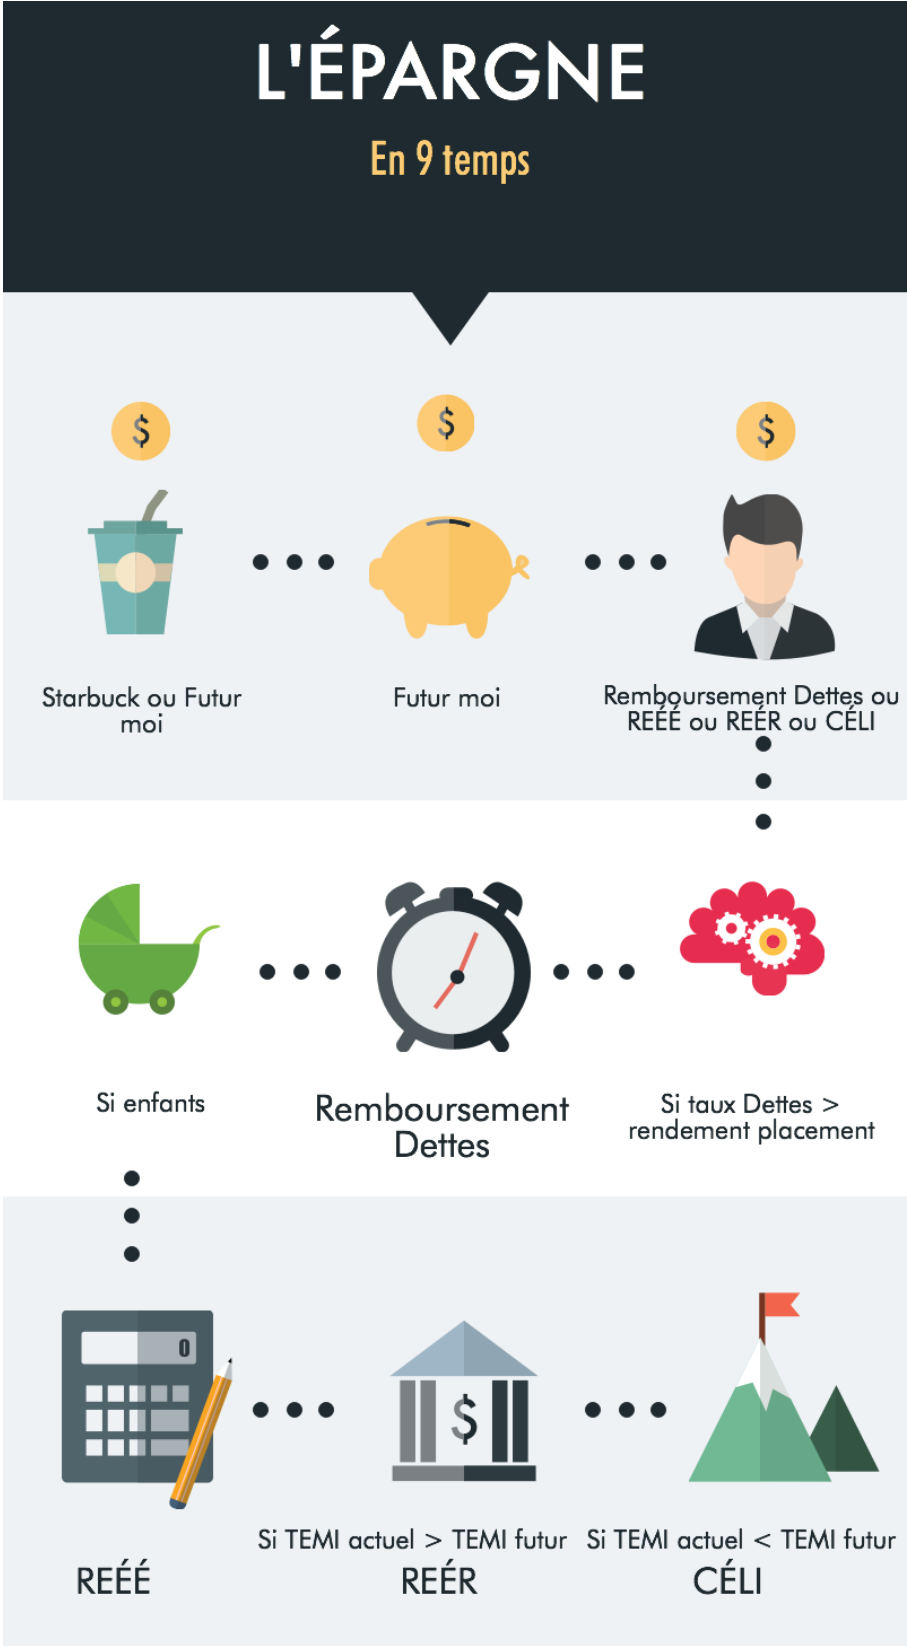 L'ÉPARGNE
En 9 temps
$
$
$
Starbuck ou Futur
moi
Futur moi
Remboursement Dettes ou
REÉÉ ou REÉR ou CÉLI
Si enfants
Remboursement
Dettes
Si taux Dettes >
rendement placement
0
$
REÉÉ
Si TEMI actuel > TEMI futur
REÉR
Si TEMI actuel < TEMI futur
CÉLI